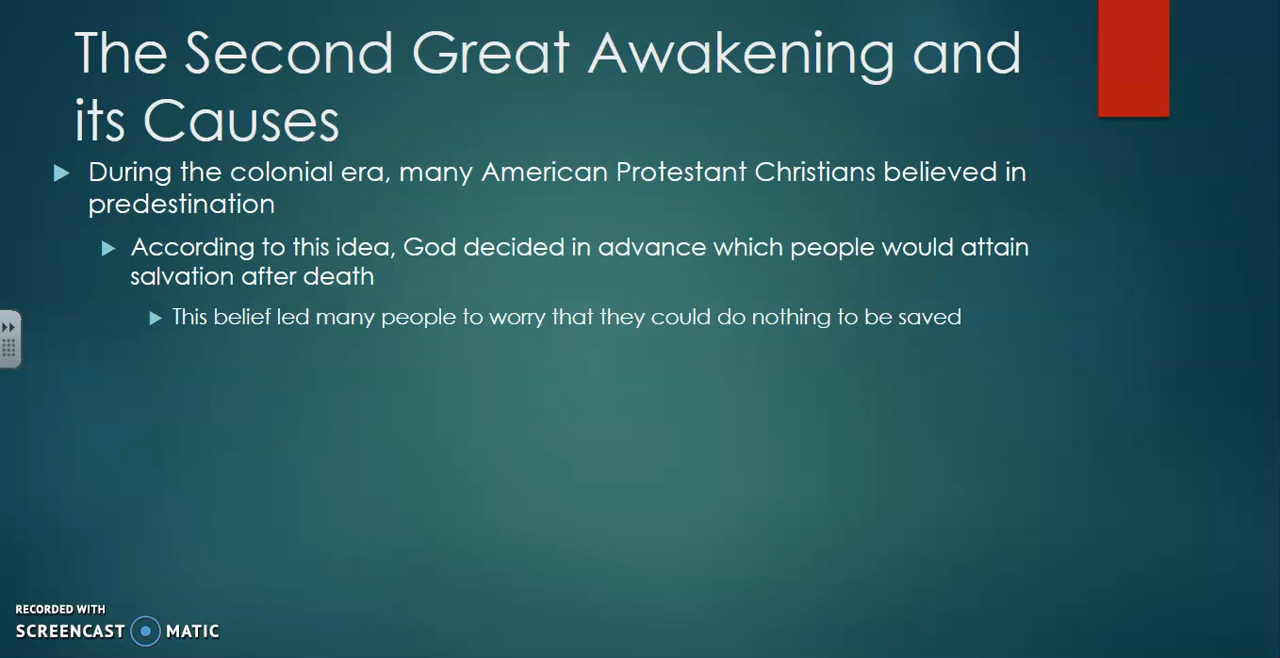 The Second Great Awakening and
its Causes
During the colonial era, many American Protestant Christians believed in
predestination
According to this idea, God decided in advance which people would attain
salvation after death
This belief led many people to worry that they could do nothing to be saved
RECORDED WITH
SCREENCAST MATIC